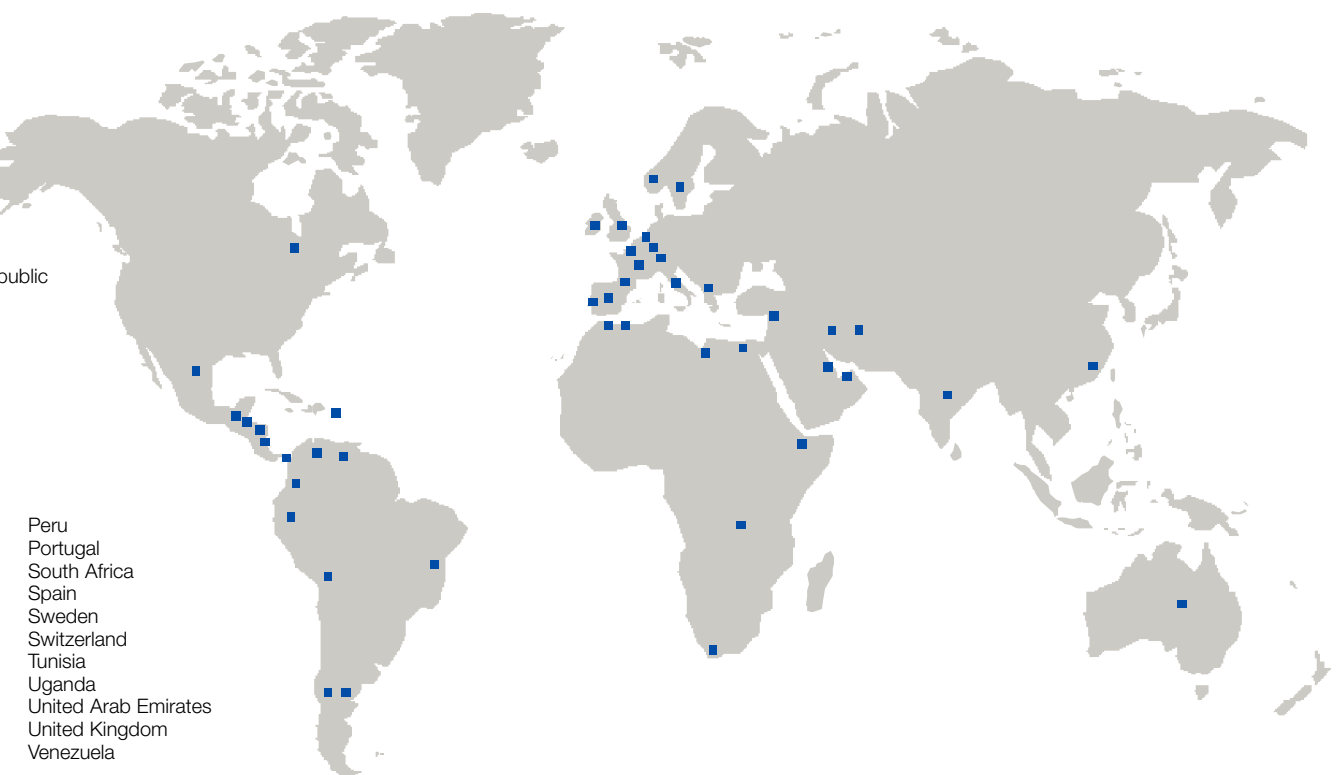 public
Peru
Portugal
South Africa
Spain
Sweden
Switzerland
Tunisia
Uganda
United Arab Emirates
United Kingdom
Venezuela